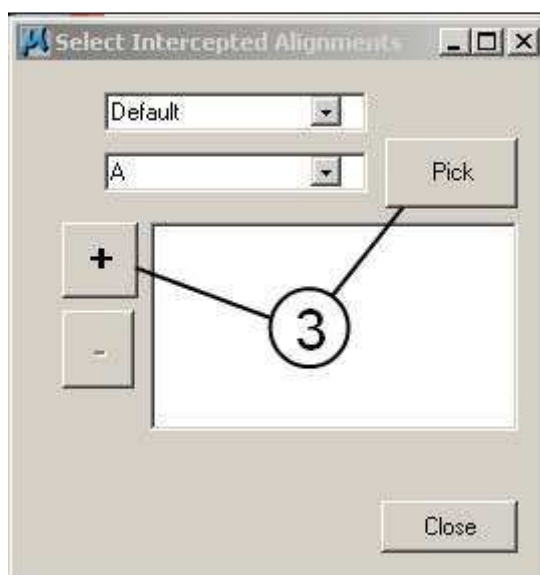 Select Intercepted Alignments
Default
A
Pick
+
3
-
Close